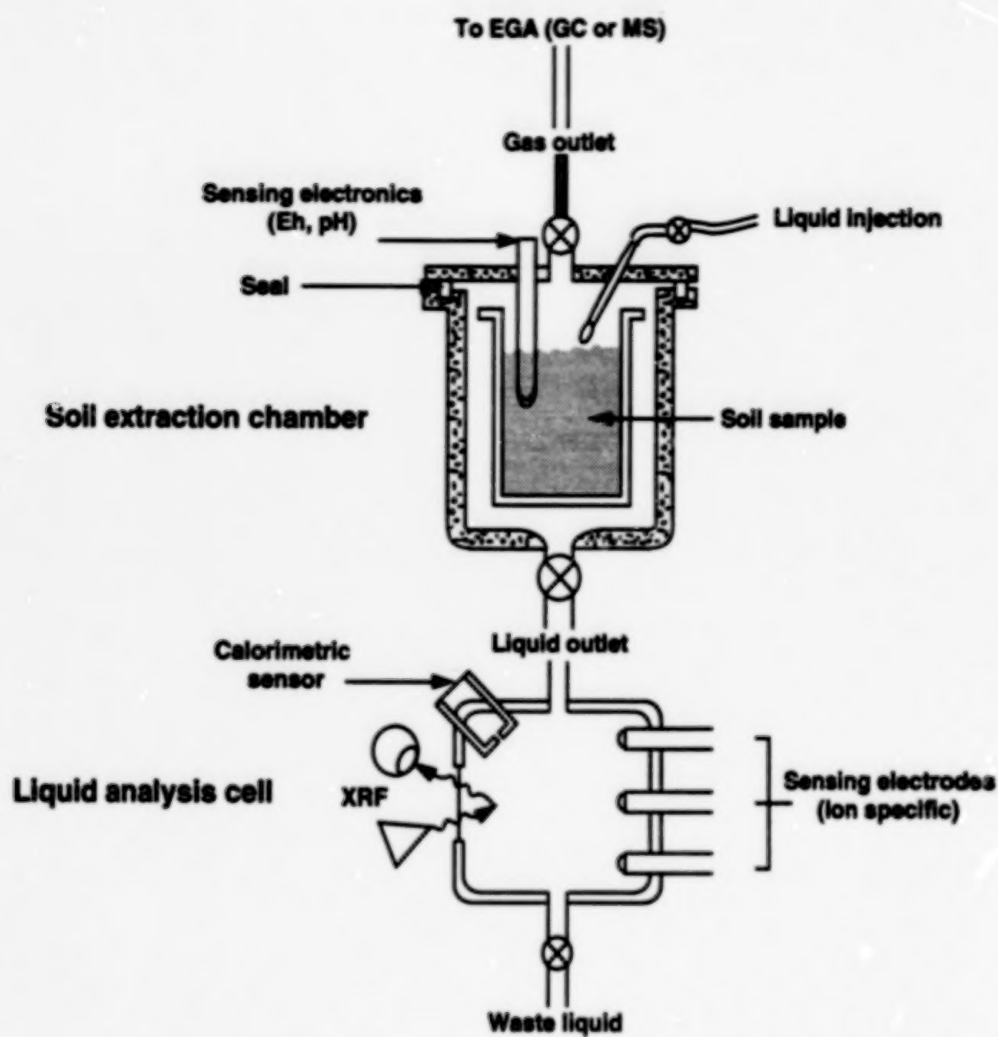 To EGA (GC or MS)
Gas outlet
Sensing electronics
(Eh, pH)
Liquid injection
Seal
Soil extraction chamber
Soil sample
Liquid outlet
Calorimetric
sensor
Liquid analysis cell
XRF
Sensing electrodes
(Ion specific)
Waste liquid